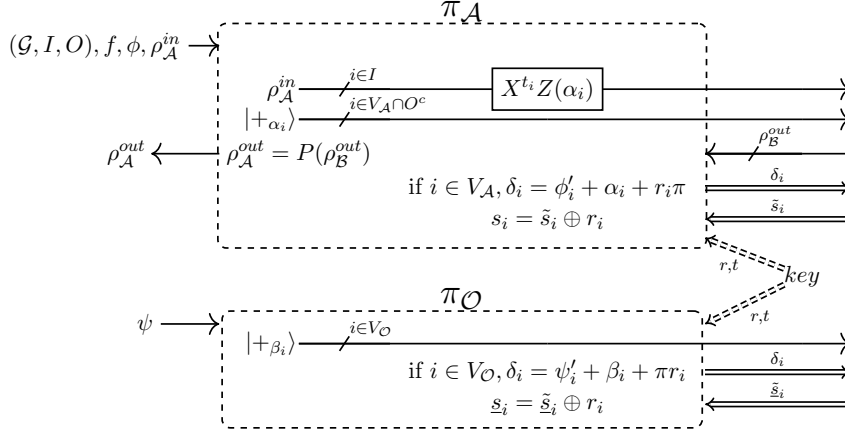 π_𝒜
(𝒢, I, O), f, ϕ, ρ_𝒜^{in}
ρ_𝒜^{in} i∈I X^{t_i} Z(α_i)
|+_{α_i}⟩ i∈V_𝒜∩O^c
ρ_𝒜^{out} ρ_𝒜^{out} = P(ρ_ℬ^{out}) ρ_ℬ^{out}
if i ∈ V_𝒜, δ_i = ϕ′_i + α_i + r_iπ δ_i
s_i = s̃_i ⊕ r_i s̃_i
r,t key
π_𝒪
r,t
ψ
|+_{β_i}⟩ i∈V_𝒪
if i ∈ V_𝒪, δ_i = ψ′_i + β_i + πr_i δ_i
s̲_i = s̲̃_i ⊕ r_i s̲̃_i